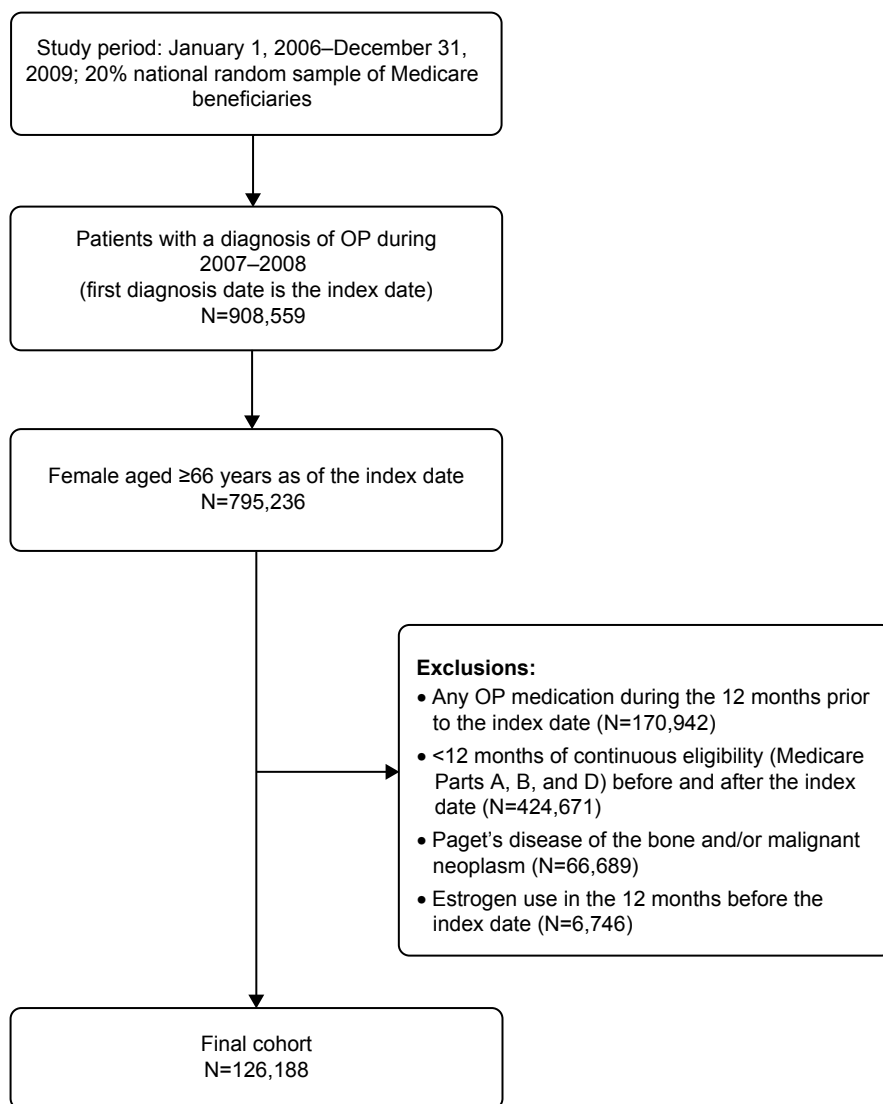 Study period: January 1, 2006–December 31,
2009; 20% national random sample of Medicare
beneficiaries
Patients with a diagnosis of OP during
2007–2008
(first diagnosis date is the index date)
N=908,559
Female aged ≥66 years as of the index date
N=795,236
Exclusions:
• Any OP medication during the 12 months prior
to the index date (N=170,942)
• <12 months of continuous eligibility (Medicare
Parts A, B, and D) before and after the index
date (N=424,671)
• Paget’s disease of the bone and/or malignant
neoplasm (N=66,689)
• Estrogen use in the 12 months before the
index date (N=6,746)
Final cohort
N=126,188